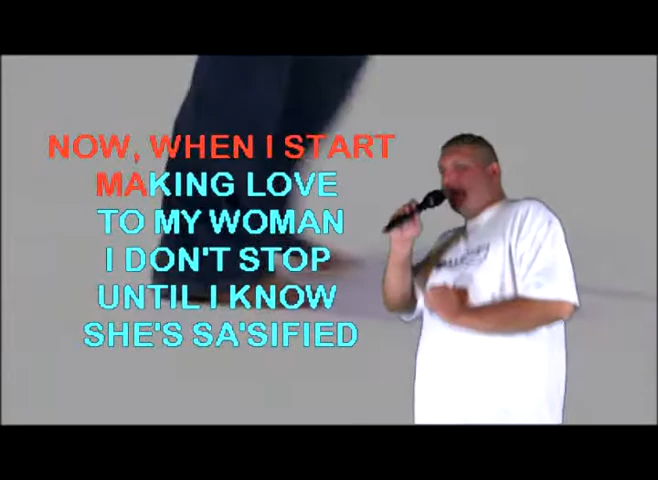 NOW, WHEN I START
MAKING LOVE
TO MY WOMAN
I DON'T STOP
UNTIL I KNOW
SHE'S SA'SIFIED